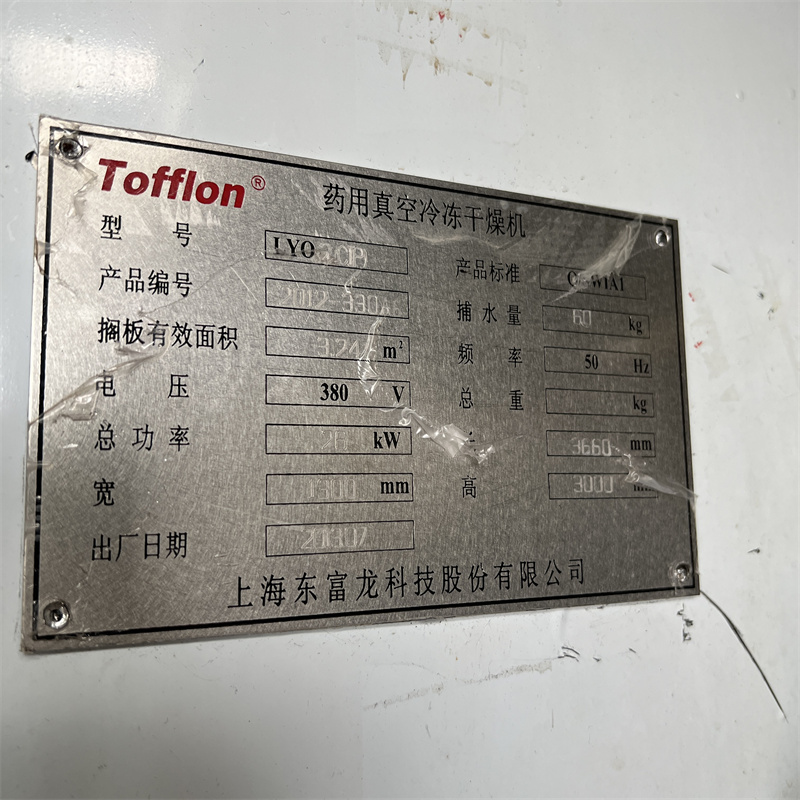 Tofflon®
药用真空冷冻干燥机
型 号 LYO
产品标准
产品编号
捕水量 60 kg
搁板有效面积 m²
频 率 50 Hz
电 压 380 V
总 重 kg
总功率 kW
3660 mm
宽 mm
高 3000
出厂日期
上海东富龙科技股份有限公司